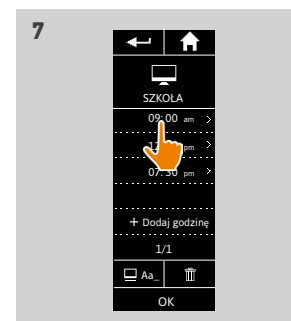 7
SZKOŁA
09:00 am >
pm >
07:30 pm >
+ Dodaj godzinę
1/1
Aa_
OK